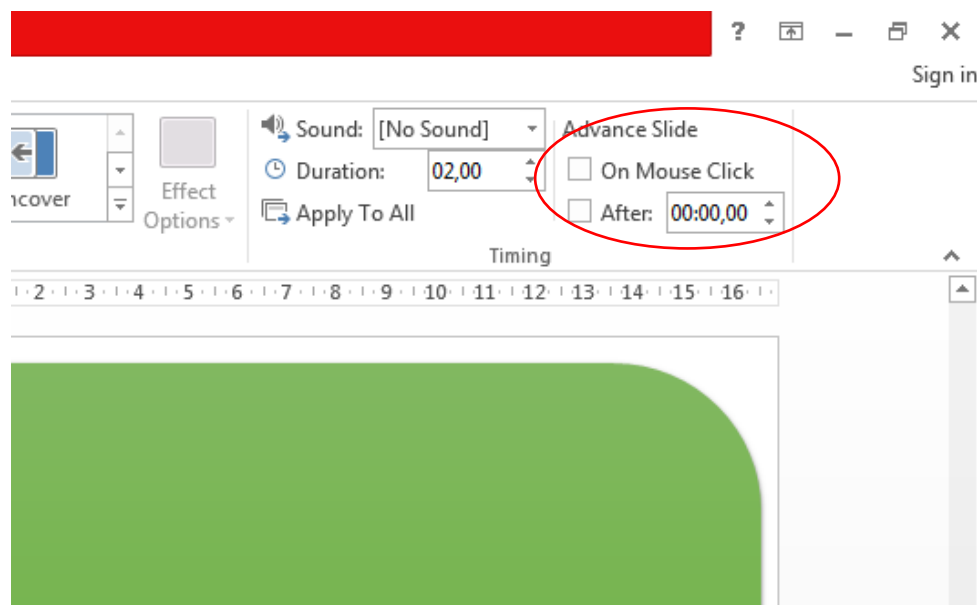 ?
Sign in
Sound: [No Sound] Advance Slide
Duration: 02,00 On Mouse Click
ncover Effect Options Apply To All After: 00:00,00
Timing
2 3 4 5 6 7 8 9 10 11 12 13 14 15 16